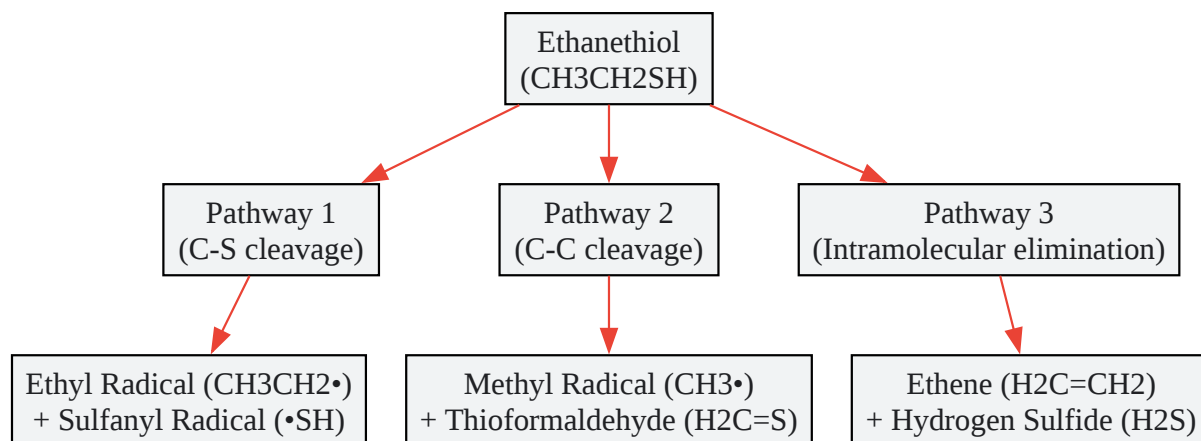 Ethanethiol
(CH3CH2SH)
Pathway 1
(C-S cleavage)
Pathway 2
(C-C cleavage)
Pathway 3
(Intramolecular elimination)
Ethyl Radical (CH3CH2•)
+ Sulfanyl Radical (•SH)
Methyl Radical (CH3•)
+ Thioformaldehyde (H2C=S)
Ethene (H2C=CH2)
+ Hydrogen Sulfide (H2S)